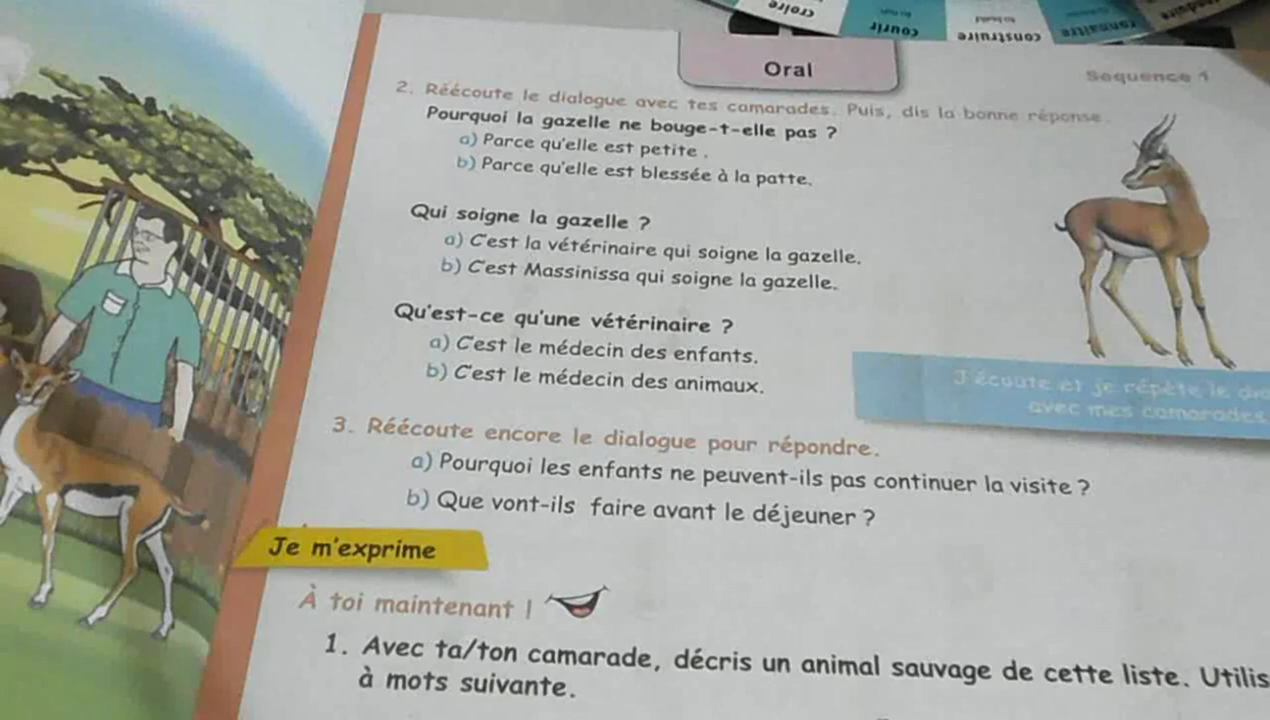 croire
courir
construire
connaître
Oral
Séquence 1
2. Réécoute le dialogue avec tes camarades. Puis, dis la bonne réponse.
Pourquoi la gazelle ne bouge-t-elle pas ?
a) Parce qu'elle est petite .
b) Parce qu'elle est blessée à la patte.
Qui soigne la gazelle ?
a) C'est la vétérinaire qui soigne la gazelle.
b) C'est Massinissa qui soigne la gazelle.
Qu'est-ce qu'une vétérinaire ?
a) C'est le médecin des enfants.
b) C'est le médecin des animaux.
J'écoute et je répète le
avec mes camarades
3. Réécoute encore le dialogue pour répondre.
a) Pourquoi les enfants ne peuvent-ils pas continuer la visite ?
b) Que vont-ils faire avant le déjeuner ?
Je m'exprime
À toi maintenant !
1. Avec ta/ton camarade, décris un animal sauvage de cette liste. Utilis
à mots suivante.